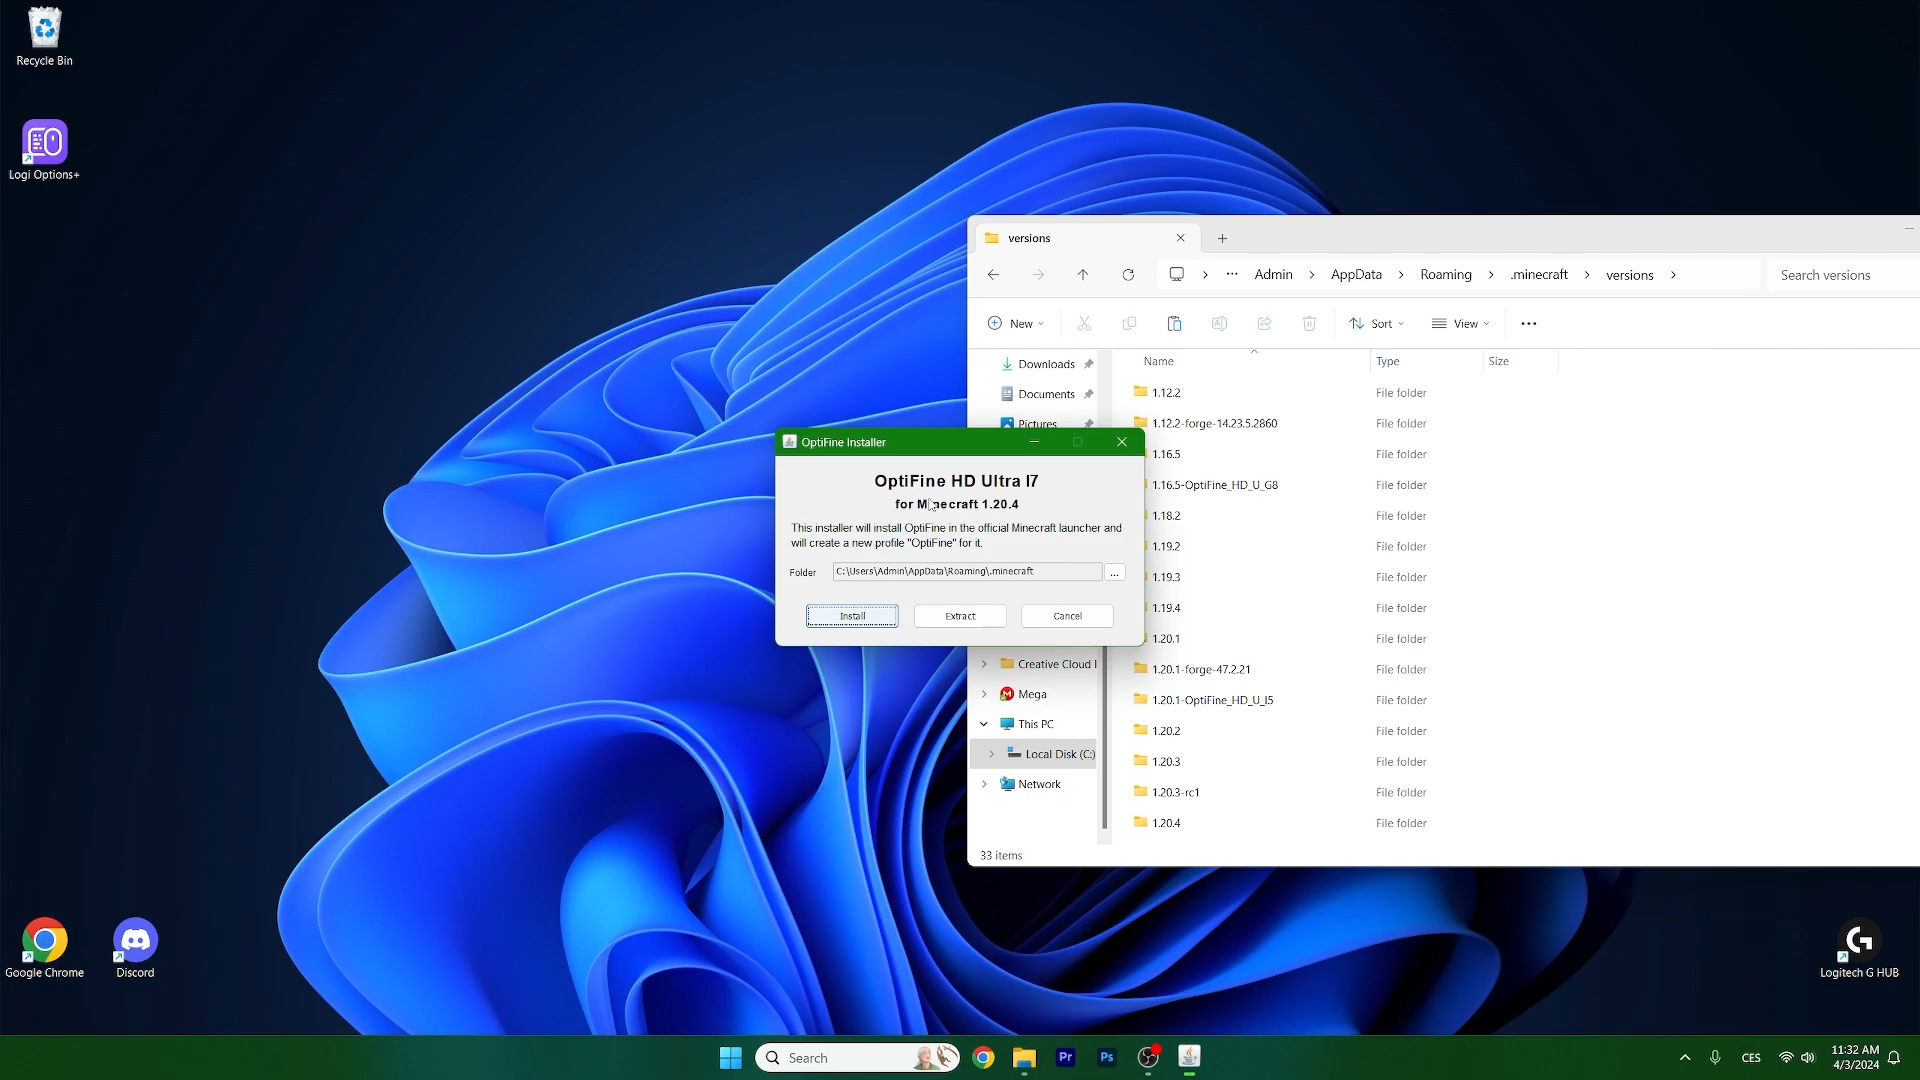 Recycle Bin
Logi Options+
Google Chrome
Discord
Logitech G HUB
versions
Admin
AppData
Roaming
.minecraft
versions
Search versions
New
Sort
View
Name
Type
Size
Downloads
Documents
Pictures
Creative Cloud
Mega
This PC
Local Disk (C:)
Network
1.12.2 File folder
1.12.2-forge-14.23.5.2860 File folder
1.16.5 File folder
1.16.5-OptiFine_HD_U_G8 File folder
1.18.2 File folder
1.19.2 File folder
1.19.3 File folder
1.19.4 File folder
1.20.1 File folder
1.20.1-forge-47.2.21 File folder
1.20.1-OptiFine_HD_U_I5 File folder
1.20.2 File folder
1.20.3 File folder
1.20.3-rc1 File folder
1.20.4 File folder
33 items
OptiFine Installer
OptiFine HD Ultra I7
for Minecraft 1.20.4
This installer will install OptiFine in the official Minecraft launcher and
will create a new profile "OptiFine" for it.
Folder
C:\Users\Admin\AppData\Roaming\.minecraft
...
Install
Extract
Cancel
Search
Pr
Ps
CES
11:32 AM
4/3/2024